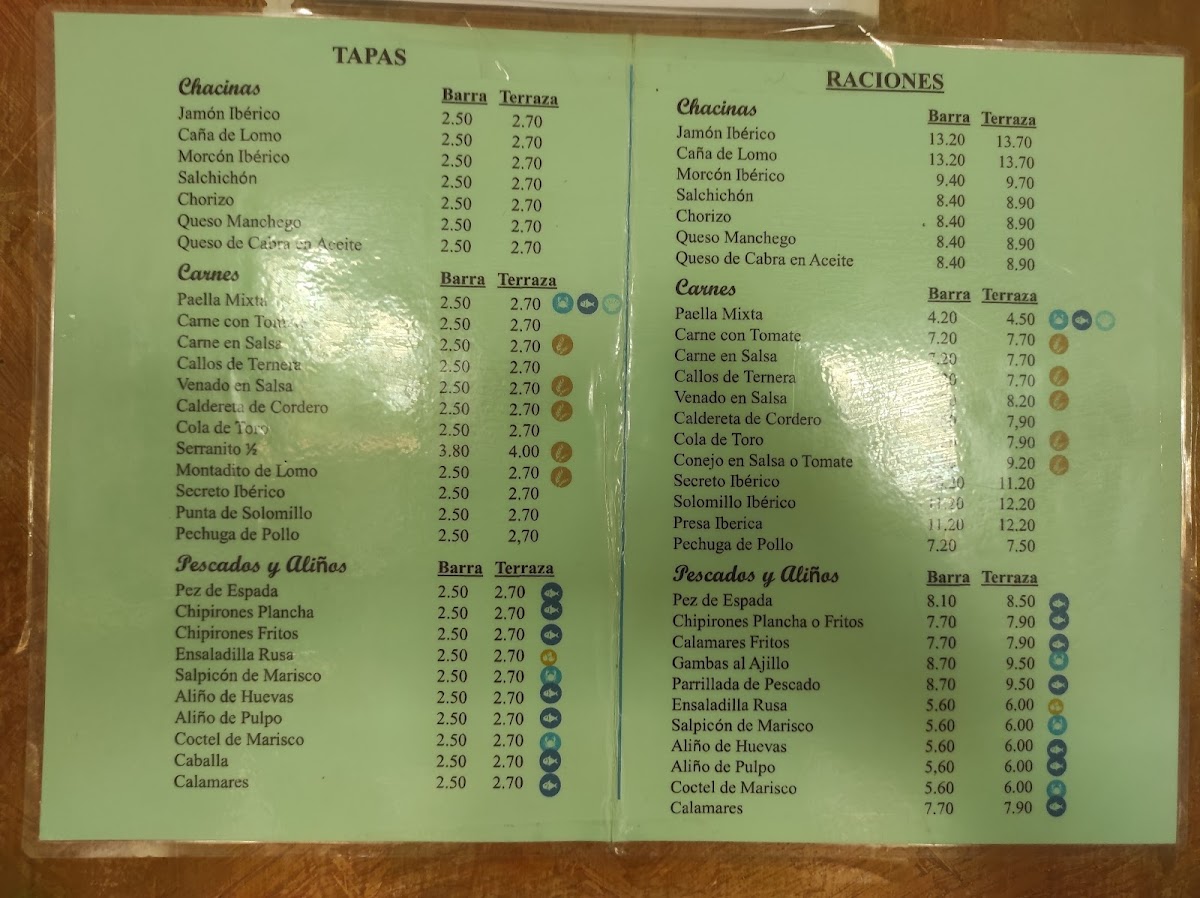 TAPAS
Chacinas Barra Terraza
Jamón Ibérico 2.50 2.70
Caña de Lomo 2.50 2.70
Morcón Ibérico 2.50 2.70
Salchichón 2.50 2.70
Chorizo 2.50 2.70
Queso Manchego 2.50 2.70
Queso de Cabra en Aceite 2.50 2.70
Carnes Barra Terraza
Paella Mixta 2.50 2.70
Carne con Tomate 2.50 2.70
Carne en Salsa 2.50 2.70
Callos de Ternera 2.50 2.70
Venado en Salsa 2.50 2.70
Caldereta de Cordero 2.50 2.70
Cola de Toro 2.50 2.70
Serranito ½ 3.80 4,00
Montadito de Lomo 2.50 2.70
Secreto Ibérico 2.50 2.70
Punta de Solomillo 2.50 2.70
Pechuga de Pollo 2.50 2,70
Pescados y Aliños Barra Terraza
Pez de Espada 2.50 2.70
Chipirones Plancha 2.50 2.70
Chipirones Fritos 2.50 2.70
Ensaladilla Rusa 2.50 2.70
Salpicón de Marisco 2.50 2.70
Aliño de Huevas 2.50 2.70
Aliño de Pulpo 2.50 2.70
Coctel de Marisco 2.50 2.70
Caballa 2.50 2.70
Calamares 2.50 2.70
RACIONES
Chacinas Barra Terraza
Jamón Ibérico 13.20 13.70
Caña de Lomo 13.20 13.70
Morcón Ibérico 9.40 9.70
Salchichón 8.40 8.90
Chorizo 8.40 8.90
Queso Manchego 8.40 8.90
Queso de Cabra en Aceite 8.40 8.90
Carnes Barra Terraza
Paella Mixta 4.20 4.50
Carne con Tomate 7.20 7.70
Carne en Salsa 7.20 7.70
Callos de Ternera 7.70
Venado en Salsa 8.20
Caldereta de Cordero 7,90
Cola de Toro 7.90
Conejo en Salsa o Tomate 9.20
Secreto Ibérico 11.20
Solomillo Ibérico 11.20 12.20
Presa Iberica 11.20 12.20
Pechuga de Pollo 7.20 7.50
Pescados y Aliños Barra Terraza
Pez de Espada 8.10 8.50
Chipirones Plancha o Fritos 7.70 7.90
Calamares Fritos 7.70 7.90
Gambas al Ajillo 8.70 9.50
Parrillada de Pescado 8.70 9.50
Ensaladilla Rusa 5.60 6.00
Salpicón de Marisco 5.60 6.00
Aliño de Huevas 5.60 6.00
Aliño de Pulpo 5,60 6.00
Coctel de Marisco 5.60 6.00
Calamares 7.70 7.90